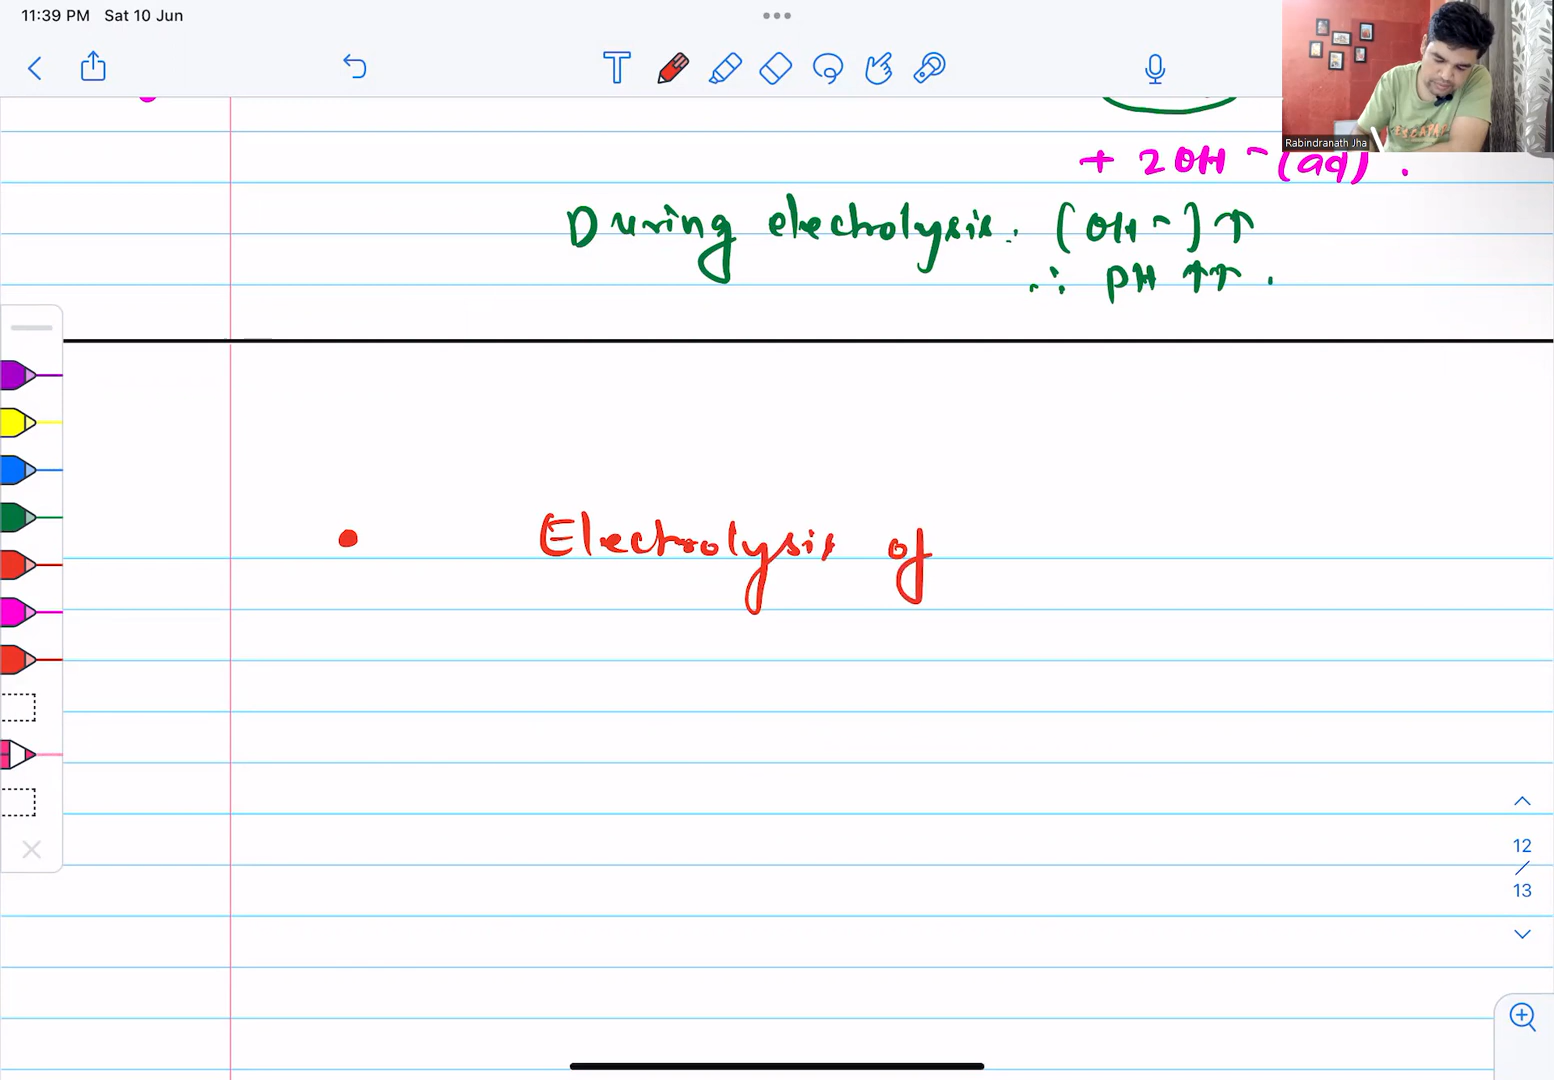 11:39 PM Sat 10 Jun
Rabindranath Jha
+ 2OH⁻(aq).
During electrolysis: [OH⁻]↑
∴ pH ↑↑.
• Electrolysis of
12
/
13